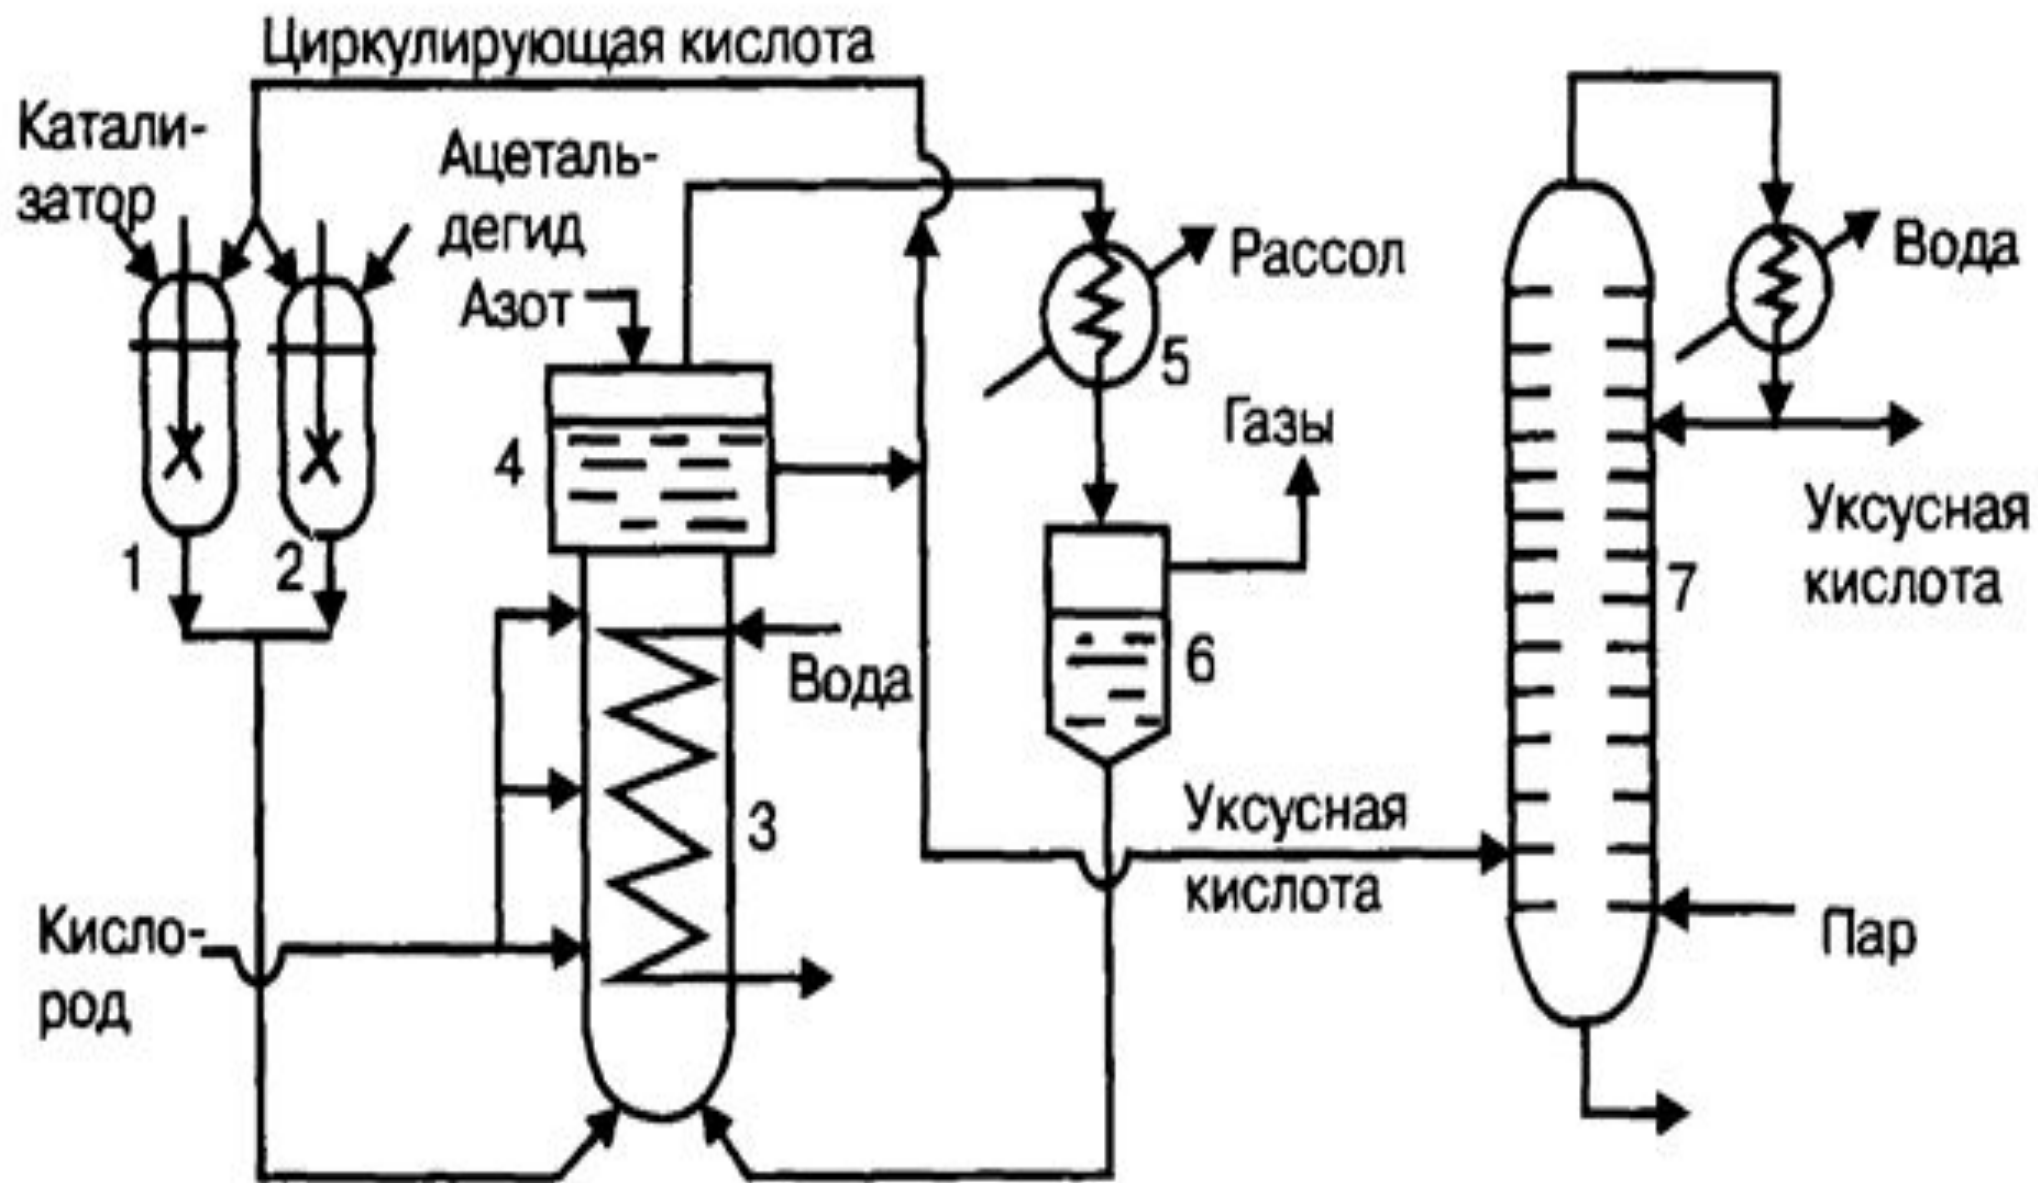 Циркулирующая кислота
Катали-
затор
Ацеталь-
дегид
Азот
Рассол
Вода
5
Газы
4
Уксусная
кислота
1
2
7
Вода
6
3
Уксусная
кислота
Кисло-
род
Пар